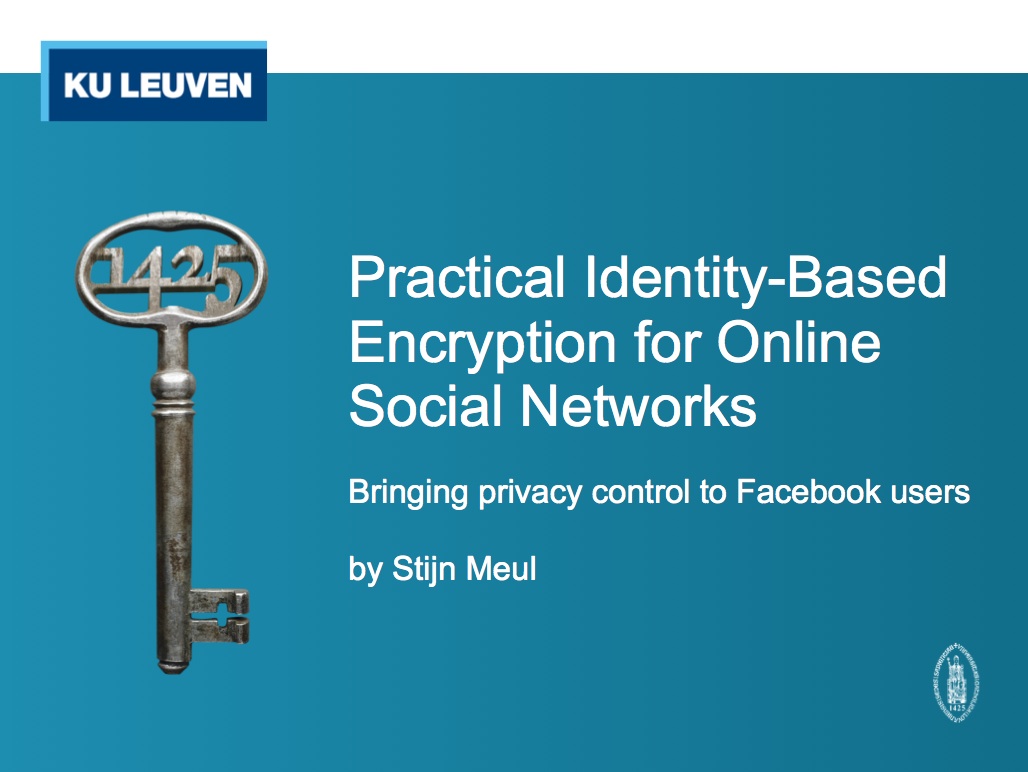 KU LEUVEN
1425
Practical Identity-Based
Encryption for Online
Social Networks
Bringing privacy control to Facebook users
by Stijn Meul
1425